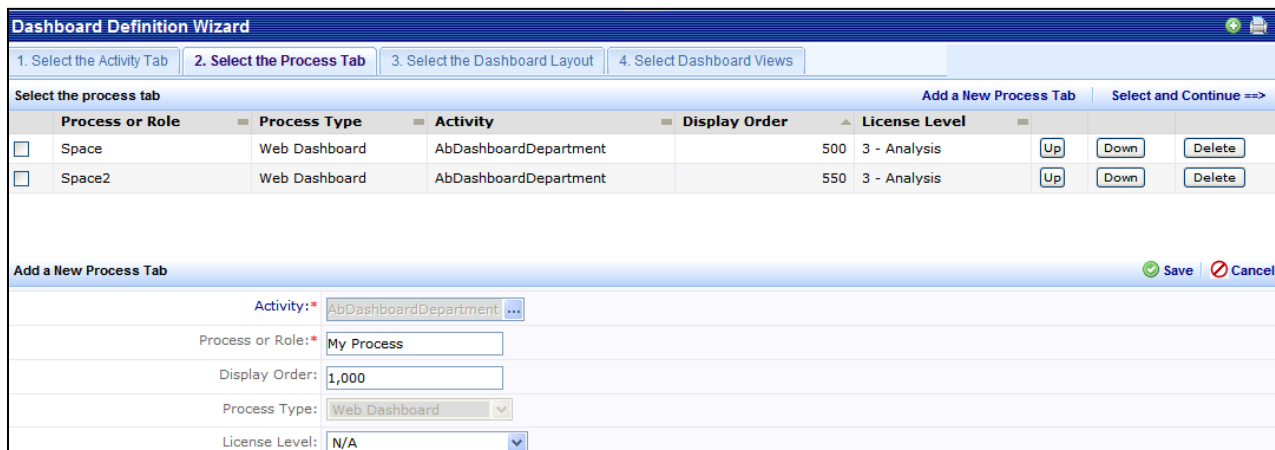 Dashboard Definition Wizard
1. Select the Activity Tab 2. Select the Process Tab 3. Select the Dashboard Layout 4. Select Dashboard Views
Select the process tab Add a New Process Tab Select and Continue ==>
Process or Role Process Type Activity Display Order License Level
Space Web Dashboard AbDashboardDepartment 500 3 - Analysis Up Down Delete
Space2 Web Dashboard AbDashboardDepartment 550 3 - Analysis Up Down Delete
Add a New Process Tab Save Cancel
Activity:* AbDashboardDepartment ...
Process or Role:* My Process
Display Order: 1,000
Process Type: Web Dashboard
License Level: N/A